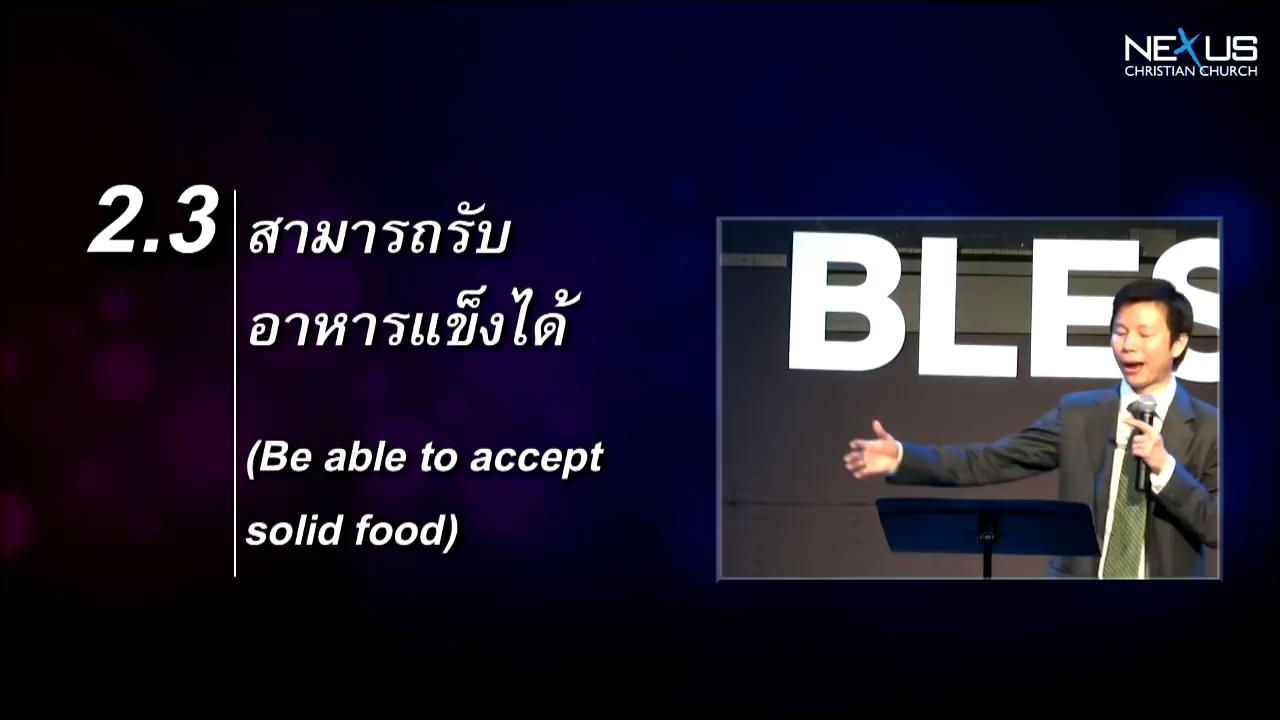 NEXUS
CHRISTIAN CHURCH
2.3
สามารถรับ
อาหารแข็งได้
(Be able to accept
solid food)
BLES